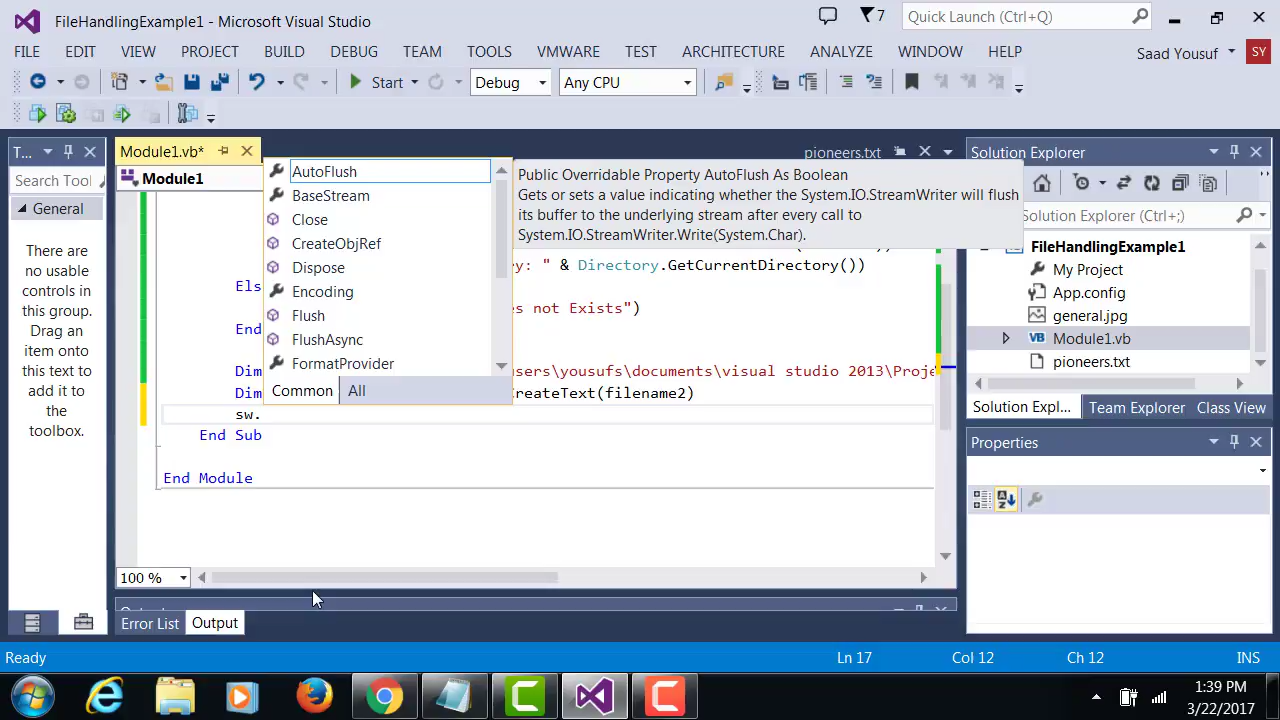 FileHandlingExample1 - Microsoft Visual Studio
7
Quick Launch (Ctrl+Q)
FILE EDIT VIEW PROJECT BUILD DEBUG TEAM TOOLS VMWARE TEST ARCHITECTURE ANALYZE WINDOW HELP
Saad Yousuf
SY
Start
Debug
Any CPU
T...
Search Tool
General
There are
no usable
controls in
this group.
Drag an
item onto
this text to
add it to
the
toolbox.
Module1.vb*
pioneers.txt
Module1
AutoFlush
BaseStream
Close
CreateObjRef
Dispose
Encoding
Flush
FlushAsync
FormatProvider
Common
All
Public Overridable Property AutoFlush As Boolean
Gets or sets a value indicating whether the System.IO.StreamWriter will flush
its buffer to the underlying stream after every call to
System.IO.StreamWriter.Write(System.Char).
ry: " & Directory.GetCurrentDirectory())
Els
es not Exists")
End
Dim
users\yousufs\documents\visual studio 2013\Proje
Dim
CreateText(filename2)
sw.
End Sub
End Module
100 %
Error List
Output
Solution Explorer
Solution Explorer (Ctrl+;)
FileHandlingExample1
My Project
App.config
general.jpg
VB Module1.vb
pioneers.txt
Solution Expl...
Team Explorer
Class View
Properties
Ready
Ln 17
Col 12
Ch 12
INS
1:39 PM
3/22/2017